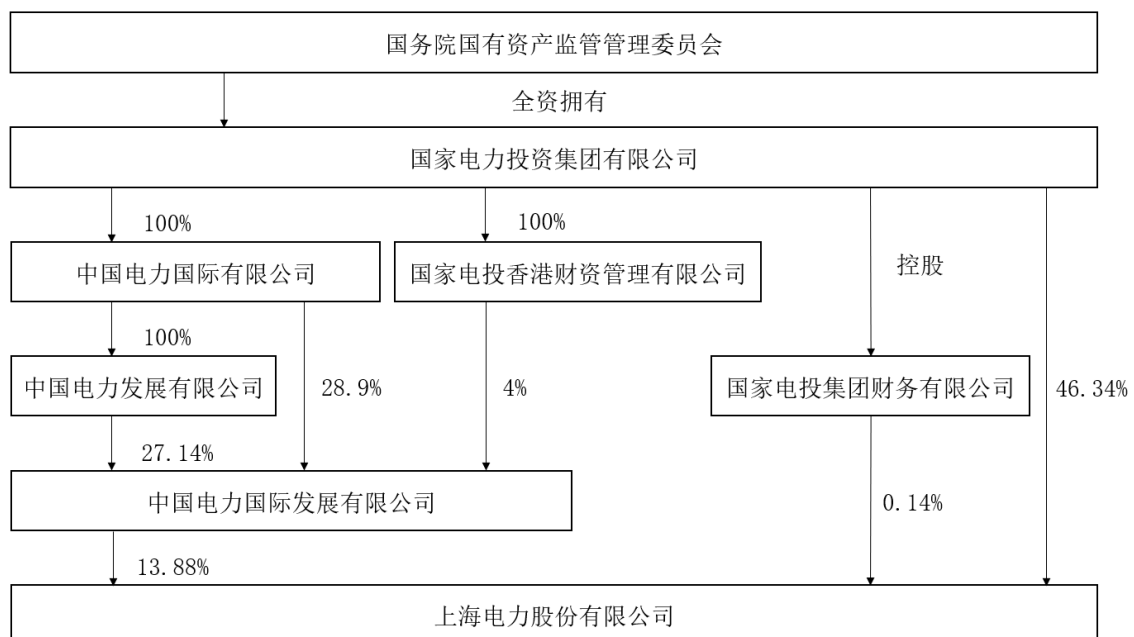 国务院国有资产监管管理委员会
全资拥有
国家电力投资集团有限公司
100%
100%
中国电力国际有限公司
国家电投香港财资管理有限公司
控股
100%
中国电力发展有限公司
28.9%
4%
国家电投集团财务有限公司
46.34%
27.14%
中国电力国际发展有限公司
0.14%
13.88%
上海电力股份有限公司